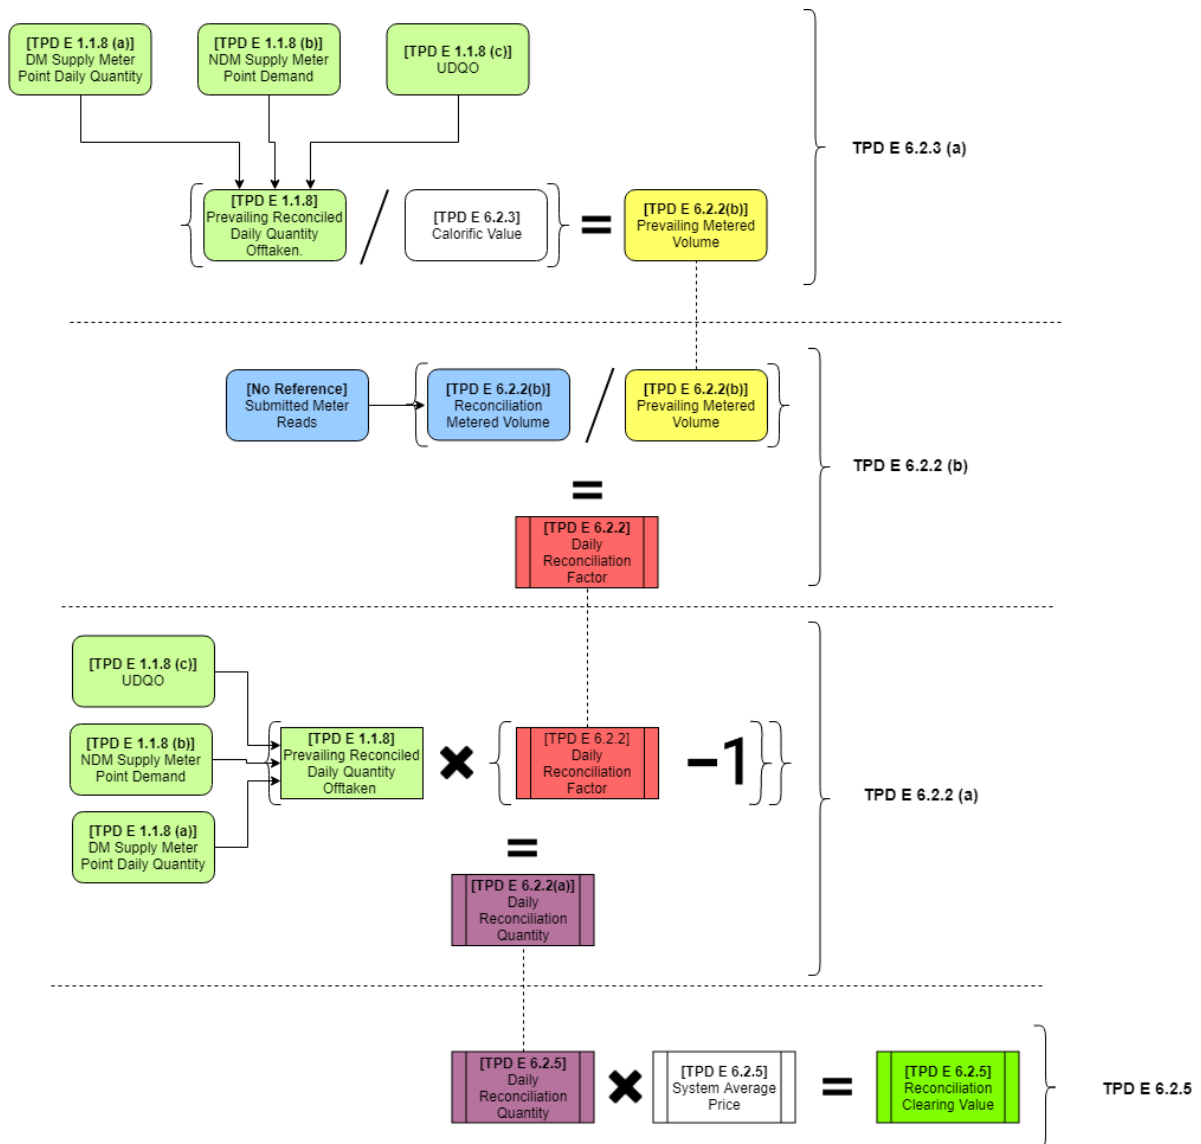 [TPD E 1.1.8 (a)]
DM Supply Meter
Point Daily Quantity
[TPD E 1.1.8 (b)]
NDM Supply Meter
Point Demand
[TPD E 1.1.8 (c)]
UDQO
TPD E 6.2.3 (a)
[TPD E 1.1.8]
Prevailing Reconciled
Daily Quantity
Offtaken.
/
[TPD E 6.2.3]
Calorific Value
=
[TPD E 6.2.2(b)]
Prevailing Metered
Volume
[No Reference]
Submitted Meter
Reads
[TPD E 6.2.2(b)]
Reconciliation
Metered Volume
/
[TPD E 6.2.2(b)]
Prevailing Metered
Volume
TPD E 6.2.2 (b)
=
[TPD E 6.2.2]
Daily
Reconciliation
Factor
[TPD E 1.1.8 (c)]
UDQO
[TPD E 1.1.8 (b)]
NDM Supply Meter
Point Demand
[TPD E 1.1.8 (a)]
DM Supply Meter
Point Daily Quantity
[TPD E 1.1.8]
Prevailing Reconciled
Daily Quantity
Offtaken
×
[TPD E 6.2.2]
Daily
Reconciliation
Factor
-1
TPD E 6.2.2 (a)
=
[TPD E 6.2.2(a)]
Daily
Reconciliation
Quantity
[TPD E 6.2.5]
Daily
Reconciliation
Quantity
×
[TPD E 6.2.5]
System Average
Price
=
[TPD E 6.2.5]
Reconciliation
Clearing Value
TPD E 6.2.5